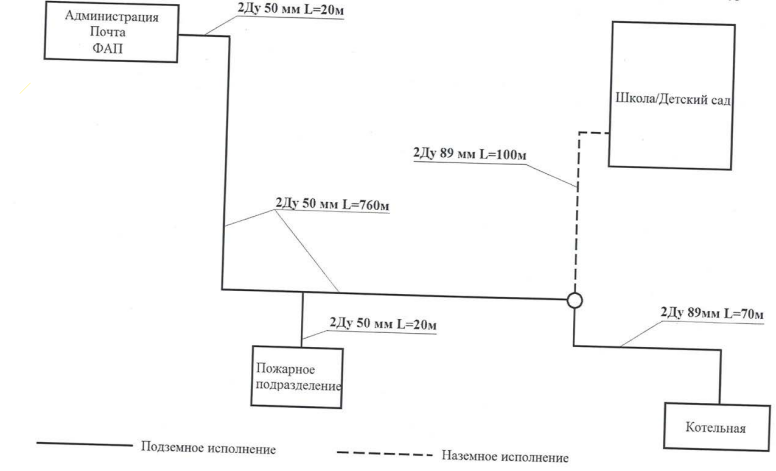 2Ду 50 мм L=20м
Администрация
Почта
ФАП
Школа/Детский сад
2Ду 89 мм L=100м
2Ду 50 мм L=760м
2Ду 89мм L=70м
2Ду 50 мм L=20м
Пожарное
подразделение
Котельная
Подземное исполнение
Наземное исполнение